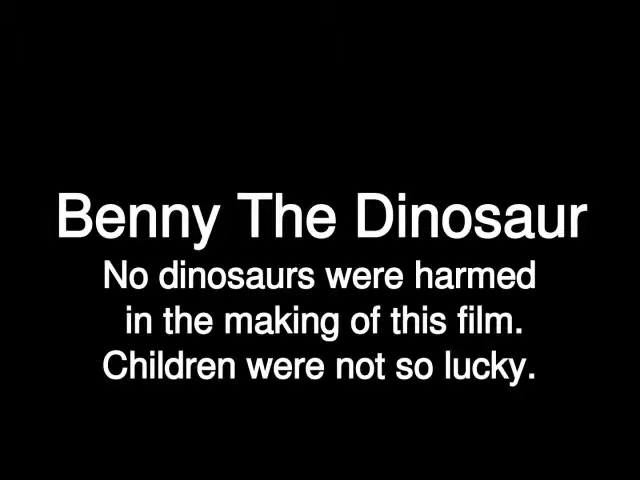 Benny The Dinosaur
No dinosaurs were harmed
in the making of this film.
Children were not so lucky.